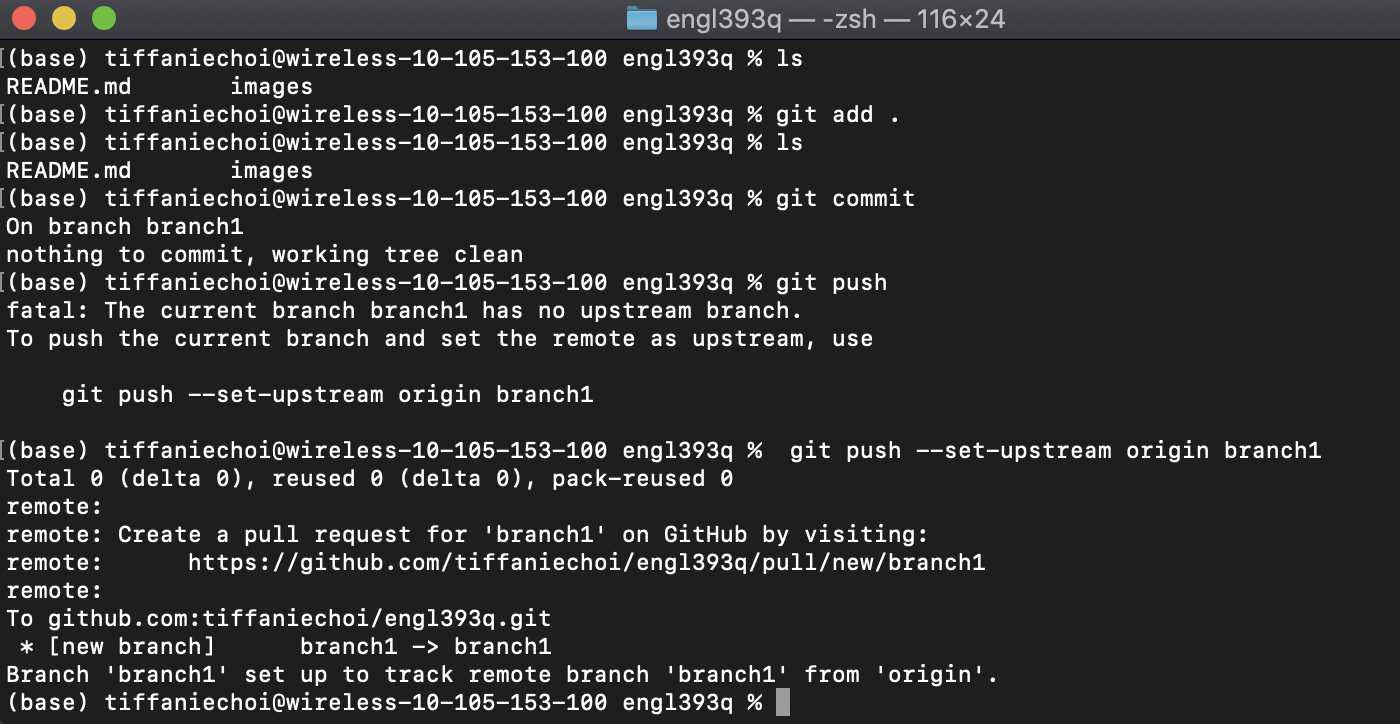 engl393q — -zsh — 116×24
[(base) tiffaniechoi@wireless-10-105-153-100 engl393q % ls
README.md       images
[(base) tiffaniechoi@wireless-10-105-153-100 engl393q % git add .
[(base) tiffaniechoi@wireless-10-105-153-100 engl393q % ls
README.md       images
[(base) tiffaniechoi@wireless-10-105-153-100 engl393q % git commit
On branch branch1
nothing to commit, working tree clean
[(base) tiffaniechoi@wireless-10-105-153-100 engl393q % git push
fatal: The current branch branch1 has no upstream branch.
To push the current branch and set the remote as upstream, use
    git push --set-upstream origin branch1
[(base) tiffaniechoi@wireless-10-105-153-100 engl393q %  git push --set-upstream origin branch1
Total 0 (delta 0), reused 0 (delta 0), pack-reused 0
remote:
remote: Create a pull request for 'branch1' on GitHub by visiting:
remote:      https://github.com/tiffaniechoi/engl393q/pull/new/branch1
remote:
To github.com:tiffaniechoi/engl393q.git
 * [new branch]      branch1 -> branch1
Branch 'branch1' set up to track remote branch 'branch1' from 'origin'.
(base) tiffaniechoi@wireless-10-105-153-100 engl393q %